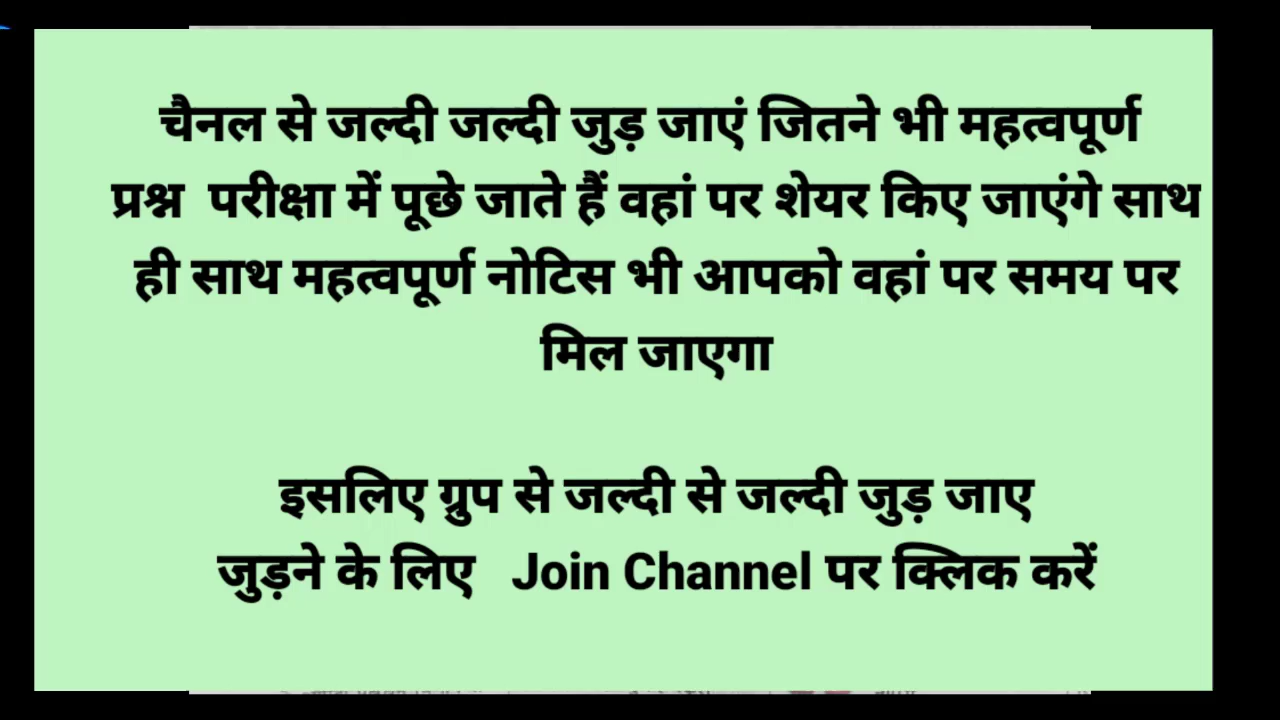 चैनल से जल्दी जल्दी जुड़ जाएं जितने भी महत्वपूर्ण
प्रश्न परीक्षा में पूछे जाते हैं वहां पर शेयर किए जाएंगे साथ
ही साथ महत्वपूर्ण नोटिस भी आपको वहां पर समय पर
मिल जाएगा
इसलिए ग्रुप से जल्दी से जल्दी जुड़ जाए
जुड़ने के लिए Join Channel पर क्लिक करें